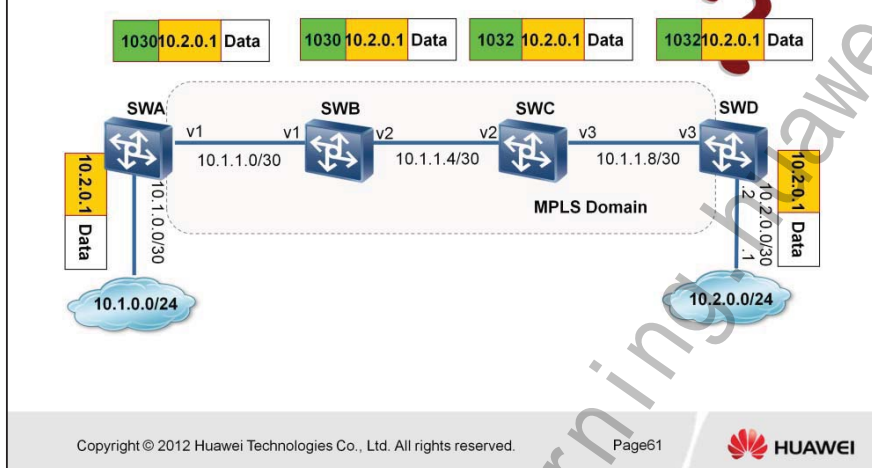 1030 10.2.0.1 Data
1030 10.2.0.1 Data
1032 10.2.0.1 Data
1032 10.2.0.1 Data
SWA
SWB
SWC
SWD
v1
v1
v2
v2
v3
v3
10.1.1.0/30
10.1.1.4/30
10.1.1.8/30
10.2.0.1 Data
10.1.0.0/30
MPLS Domain
.2
10.2.0.0/30
.1
10.2.0.1 Data
10.1.0.0/24
10.2.0.0/24
Copyright © 2012 Huawei Technologies Co., Ltd. All rights reserved.
Page61
HUAWEI